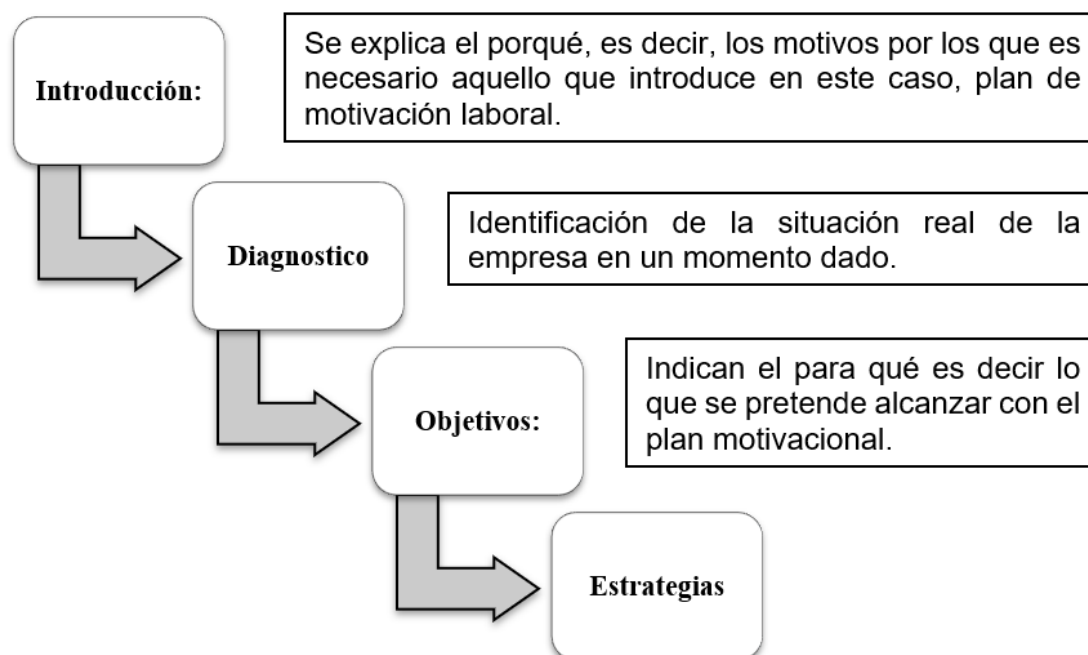 Introducción:
Se explica el porqué, es decir, los motivos por los que es
necesario aquello que introduce en este caso, plan de
motivación laboral.
Diagnostico
Identificación de la situación real de la
empresa en un momento dado.
Objetivos:
Indican el para qué es decir lo
que se pretende alcanzar con el
plan motivacional.
Estrategias